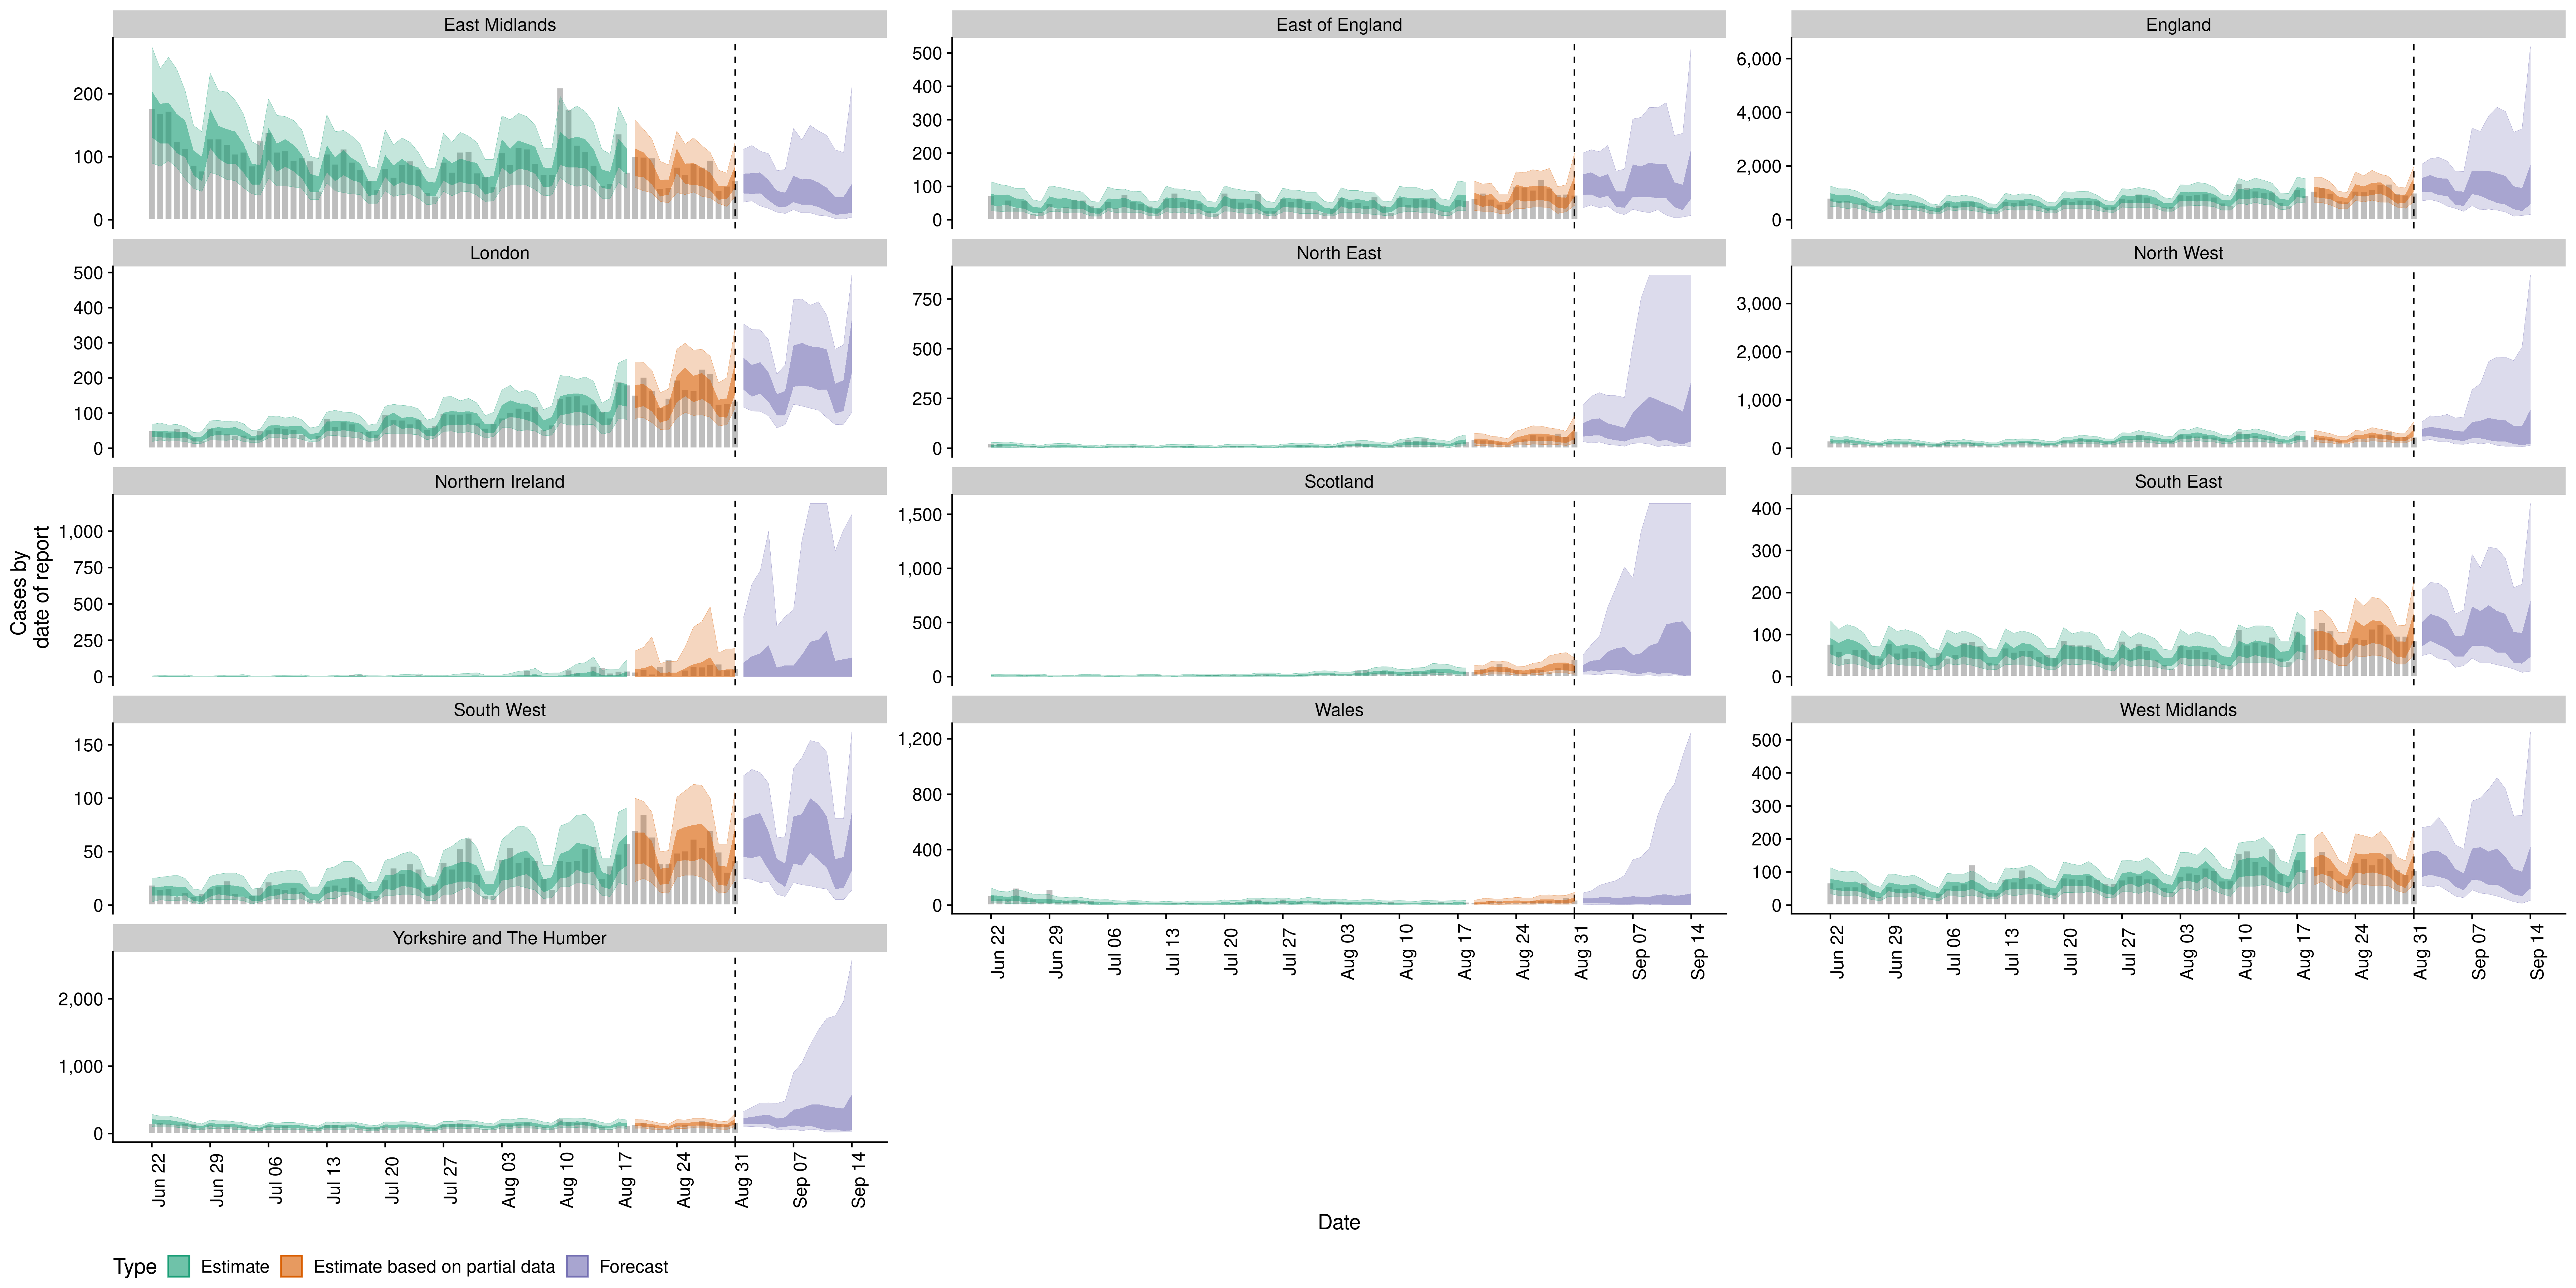 East Midlands
East of England
England
200
100
0
500
400
300
200
100
0
6,000
4,000
2,000
0
London
North East
North West
500
400
300
200
100
0
750
500
250
0
3,000
2,000
1,000
0
Northern Ireland
Scotland
South East
1,000
750
500
250
0
1,500
1,000
500
0
400
300
200
100
0
Cases by
date of report
South West
Wales
West Midlands
150
100
50
0
1,200
800
400
0
500
400
300
200
100
0
Jun 22
Jun 29
Jul 06
Jul 13
Jul 20
Jul 27
Aug 03
Aug 10
Aug 17
Aug 24
Aug 31
Sep 07
Sep 14
Jun 22
Jun 29
Jul 06
Jul 13
Jul 20
Jul 27
Aug 03
Aug 10
Aug 17
Aug 24
Aug 31
Sep 07
Sep 14
Yorkshire and The Humber
2,000
1,000
0
Jun 22
Jun 29
Jul 06
Jul 13
Jul 20
Jul 27
Aug 03
Aug 10
Aug 17
Aug 24
Aug 31
Sep 07
Sep 14
Date
Type Estimate Estimate based on partial data Forecast